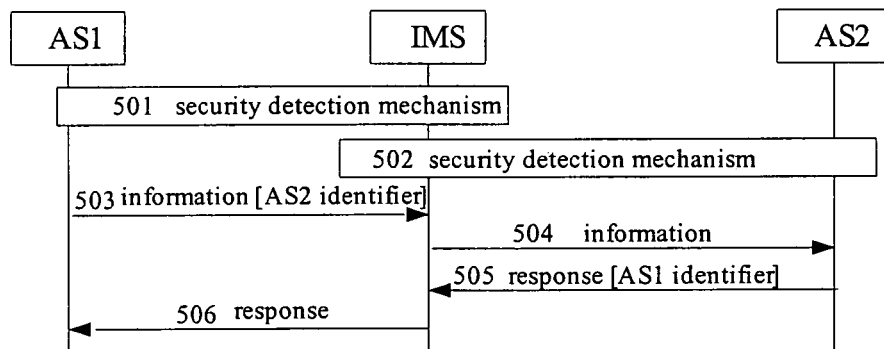 AS1
IMS
AS2
501 security detection mechanism
502 security detection mechanism
503 information [AS2 identifier]
504 information
505 response [AS1 identifier]
506 response